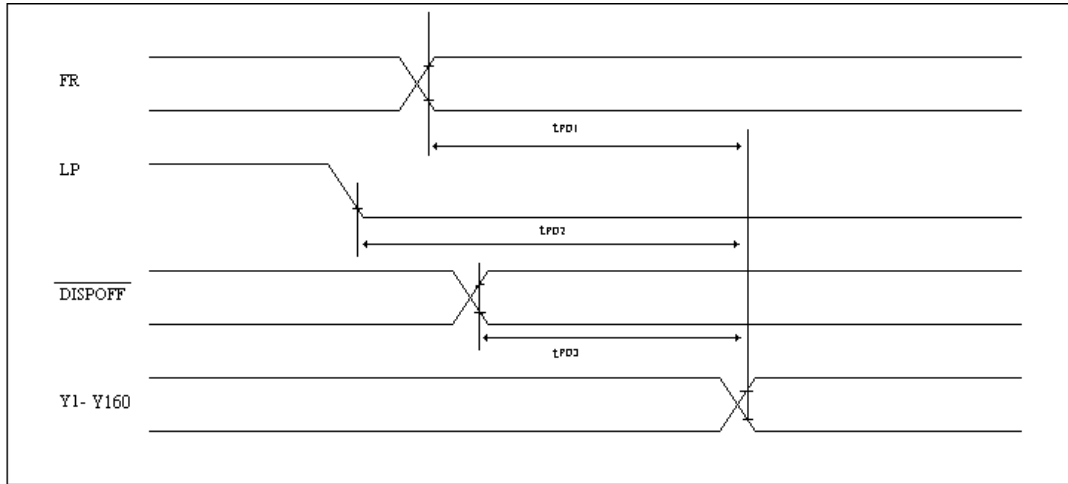 FR
tPD1
LP
tPD2
DISPOFF
tPD3
Y1- Y160